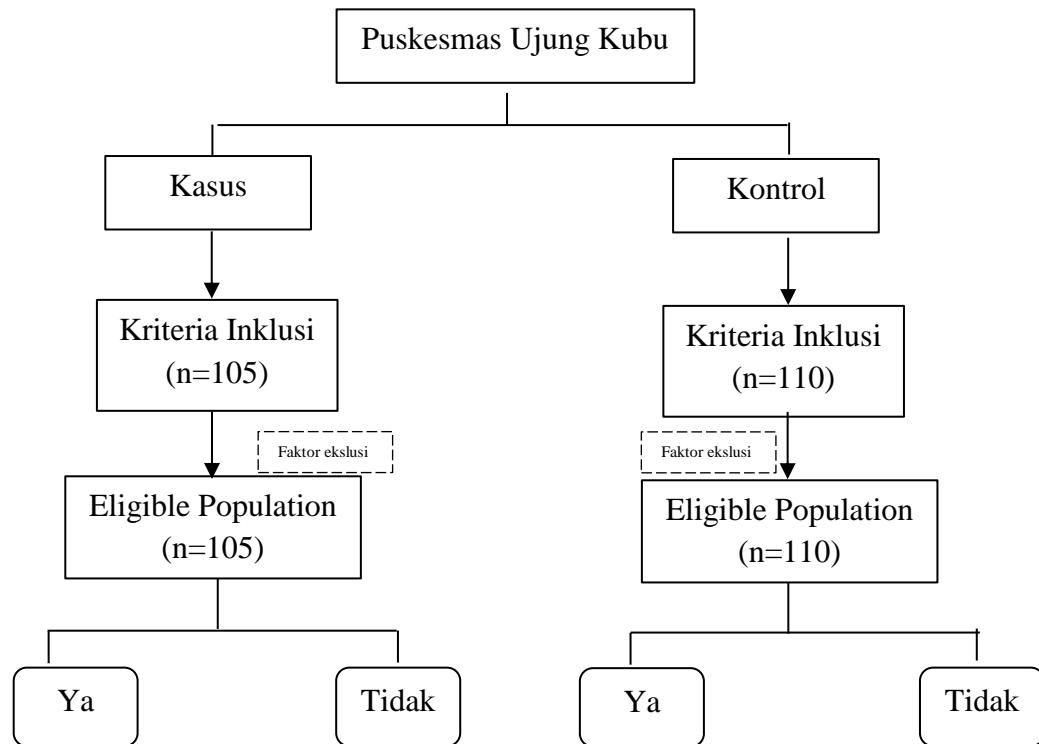 Puskesmas Ujung Kubu
Kasus
Kontrol
Kriteria Inklusi
(n=105)
Kriteria Inklusi
(n=110)
Faktor ekslusi
Faktor ekslusi
Eligible Population
(n=105)
Eligible Population
(n=110)
Ya
Tidak
Ya
Tidak